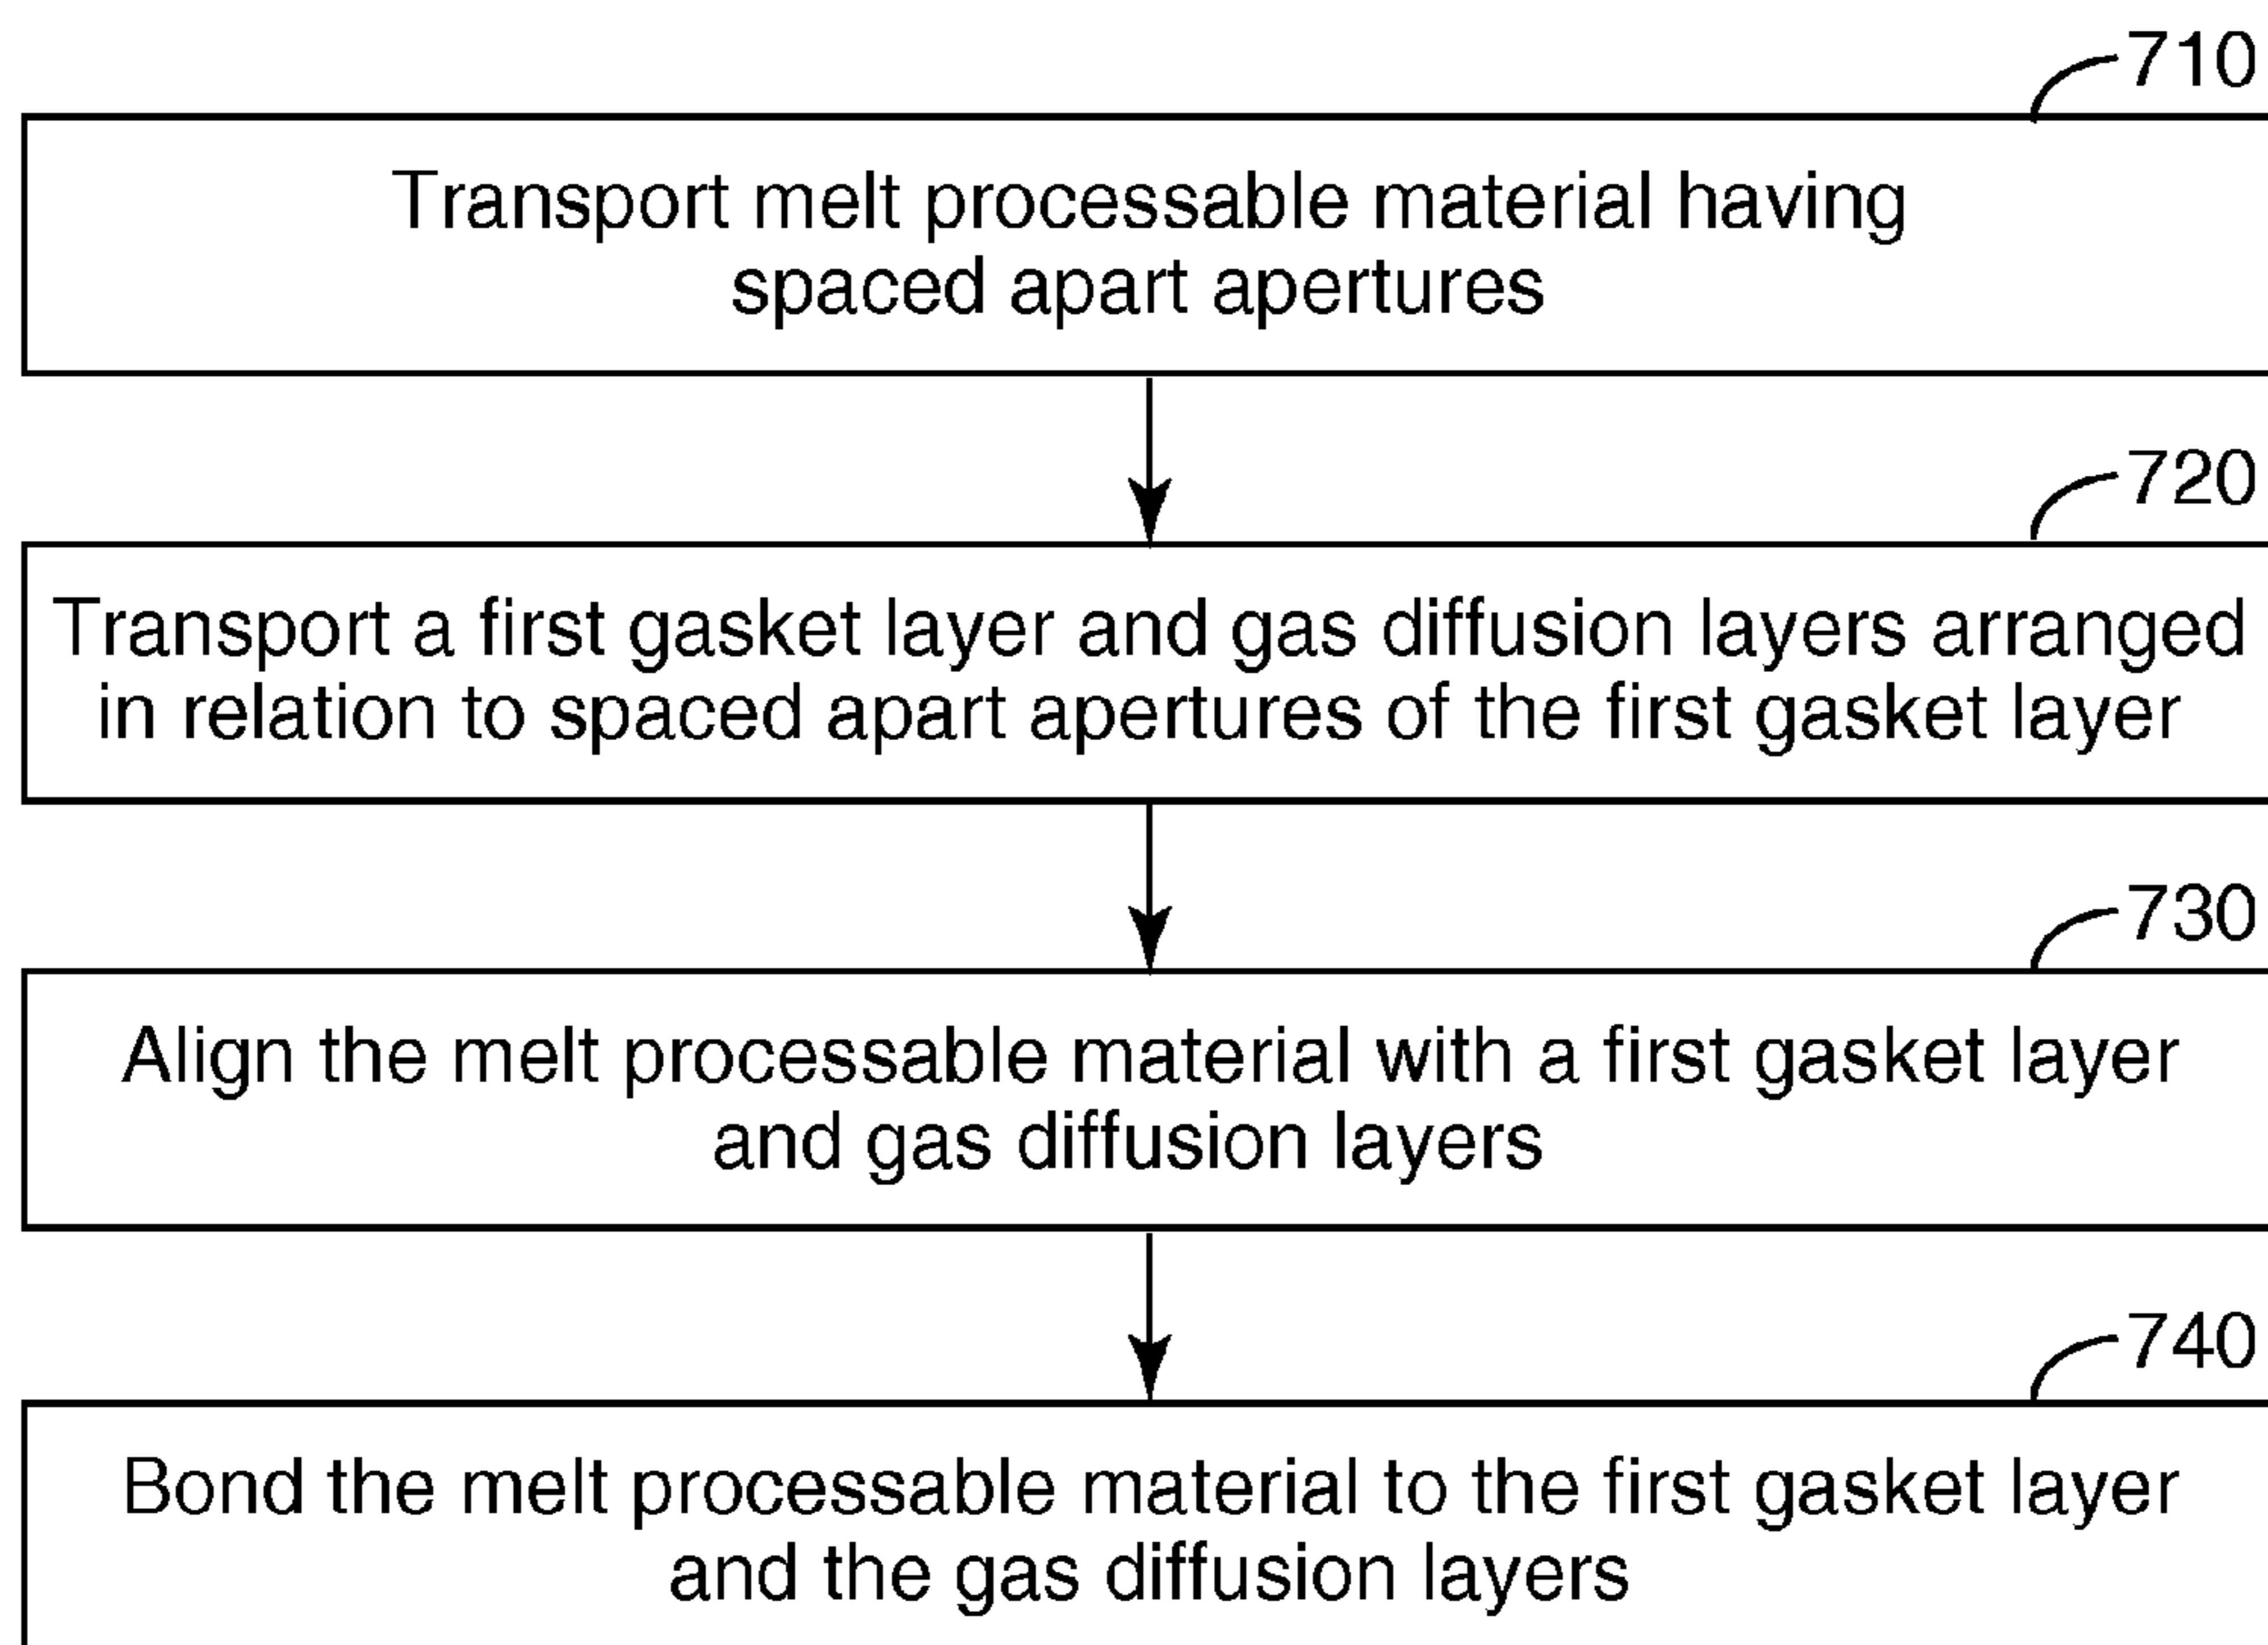 710
Transport melt processable material having
spaced apart apertures
720
Transport a first gasket layer and gas diffusion layers arranged
in relation to spaced apart apertures of the first gasket layer
730
Align the melt processable material with a first gasket layer
and gas diffusion layers
740
Bond the melt processable material to the first gasket layer
and the gas diffusion layers